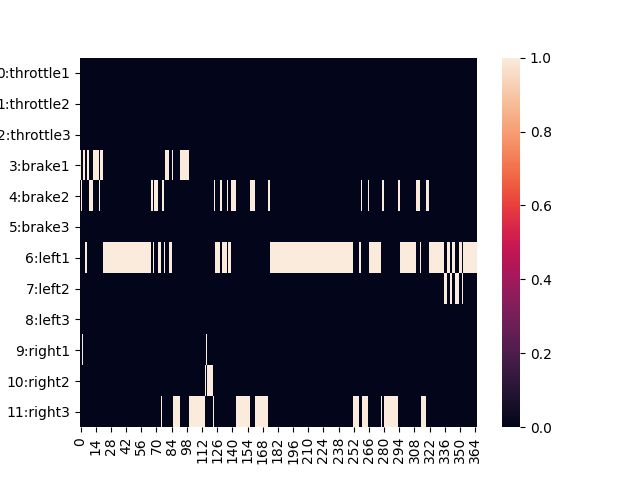 0:throttle1
1:throttle2
2:throttle3
3:brake1
4:brake2
5:brake3
6:left1
7:left2
8:left3
9:right1
10:right2
11:right3
0 14 28 42 56 70 84 98 112 126 140 154 168 182 196 210 224 238 252 266 280 294 308 322 336 350 364
1.0
0.8
0.6
0.4
0.2
0.0